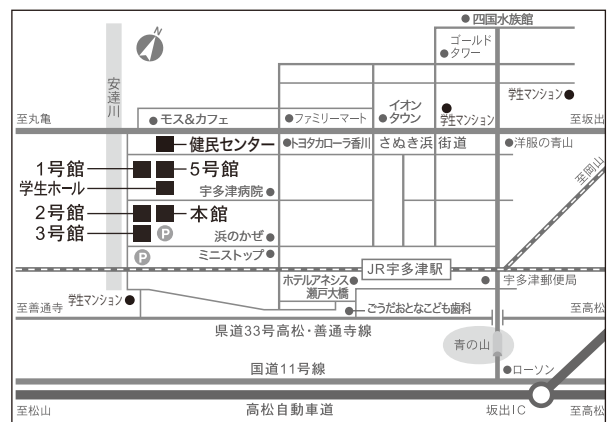 四国水族館
N
ゴールド
タワー
安達川
学生マンション
イオン
タウン
至丸亀
モス&カフェ
ファミリーマート
学生マンション
至坂出
健民センター
トヨタカローラ香川
さぬき浜街道
洋服の青山
1号館
5号館
至岡山
学生ホール
宇多津病院
2号館
本館
3号館
P
浜のかぜ
P
ミニストップ
JR宇多津駅
ホテルアネシス
瀬戸大橋
宇多津郵便局
学生マンション
至善通寺
ごうだおとなこども歯科
至高松
県道33号高松・善通寺線
青の山
国道11号線
ローソン
至松山
高松自動車道
坂出IC
至高松